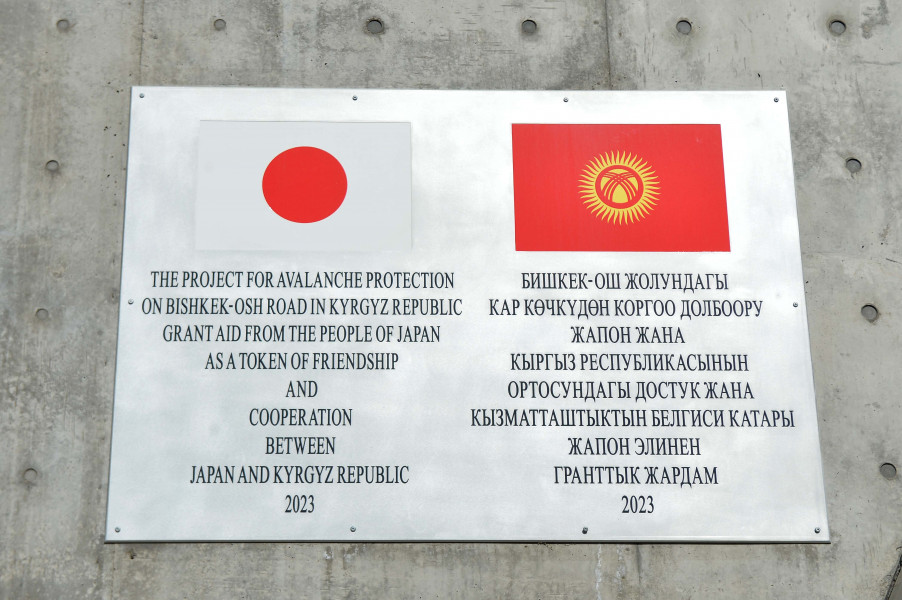 THE PROJECT FOR AVALANCHE PROTECTION
ON BISHKEK-OSH ROAD IN KYRGYZ REPUBLIC
GRANT AID FROM THE PEOPLE OF JAPAN
AS A TOKEN OF FRIENDSHIP
AND
COOPERATION
BETWEEN
JAPAN AND KYRGYZ REPUBLIC
2023
БИШКЕК-ОШ ЖОЛУНДАГЫ
КАР КӨЧКҮДӨН КОРГОО ДОЛБООРУ
ЖАПОН ЖАНА
КЫРГЫЗ РЕСПУБЛИКАСЫНЫН
ОРТОСУНДАГЫ ДОСТУК ЖАНА
КЫЗМАТТАШТЫКТЫН БЕЛГИСИ КАТАРЫ
ЖАПОН ЭЛИНЕН
ГРАНТТЫК ЖАРДАМ
2023